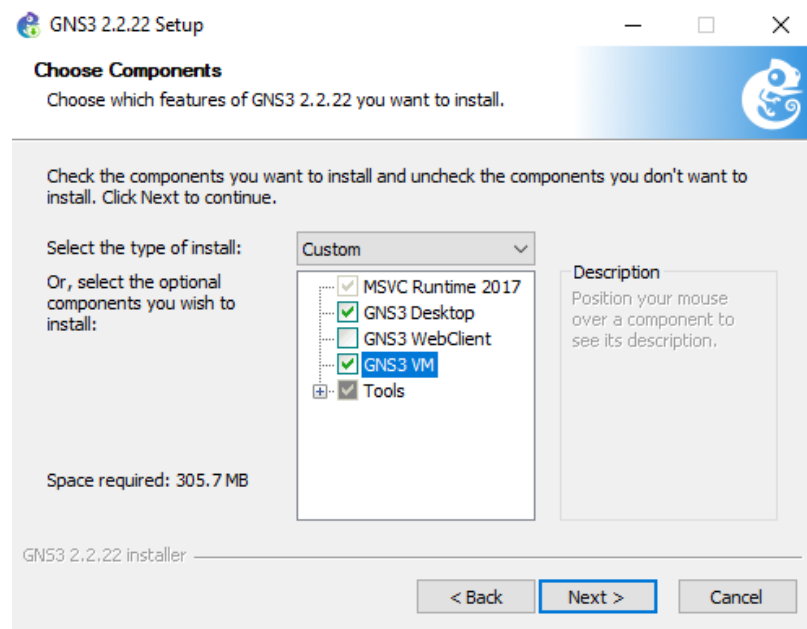 GNS3 2.2.22 Setup
Choose Components
Choose which features of GNS3 2.2.22 you want to install.
Check the components you want to install and uncheck the components you don't want to
install. Click Next to continue.
Select the type of install:
Custom
Or, select the optional
components you wish to
install:
MSVC Runtime 2017
GNS3 Desktop
GNS3 WebClient
GNS3 VM
Tools
Description
Position your mouse
over a component to
see its description.
Space required: 305.7 MB
GNS3 2.2.22 installer
< Back
Next >
Cancel